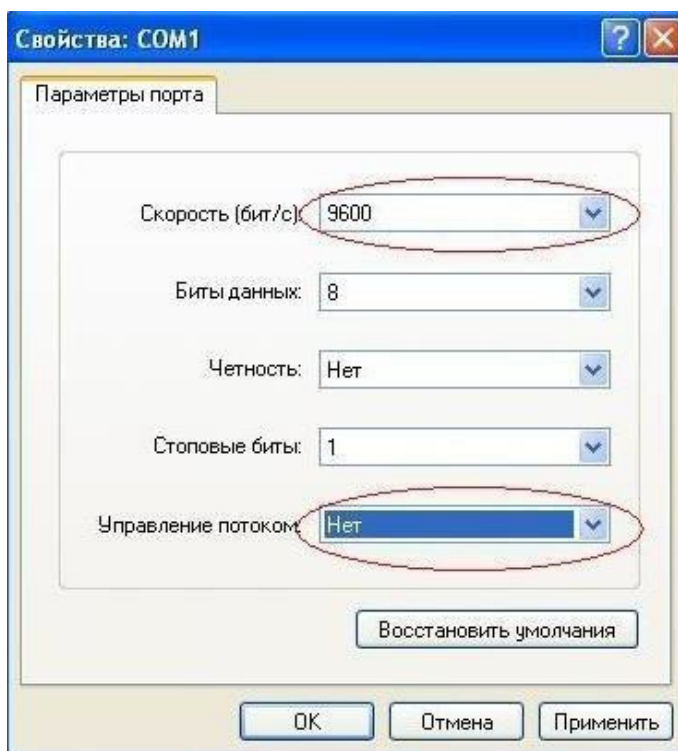 Свойства: COM1
Параметры порта
Скорость (бит/с): 9600
Биты данных: 8
Четность: Нет
Стоповые биты: 1
Управление потоком: Нет
Восстановить умолчания
OK Отмена Применить